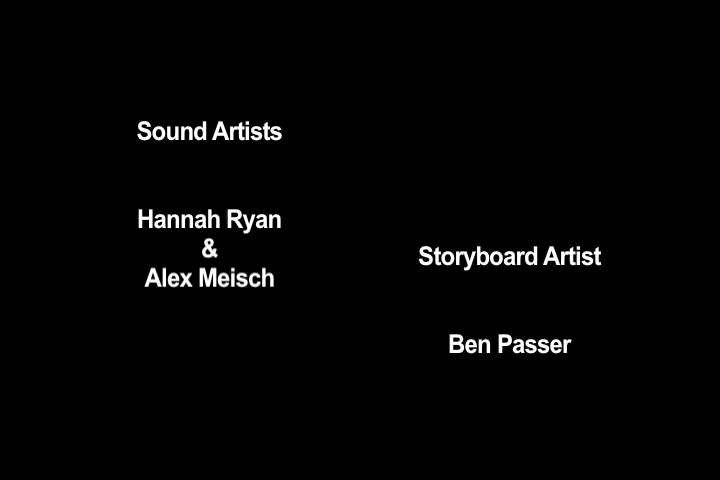 Sound Artists
Hannah Ryan
&
Alex Meisch
Storyboard Artist
Ben Passer